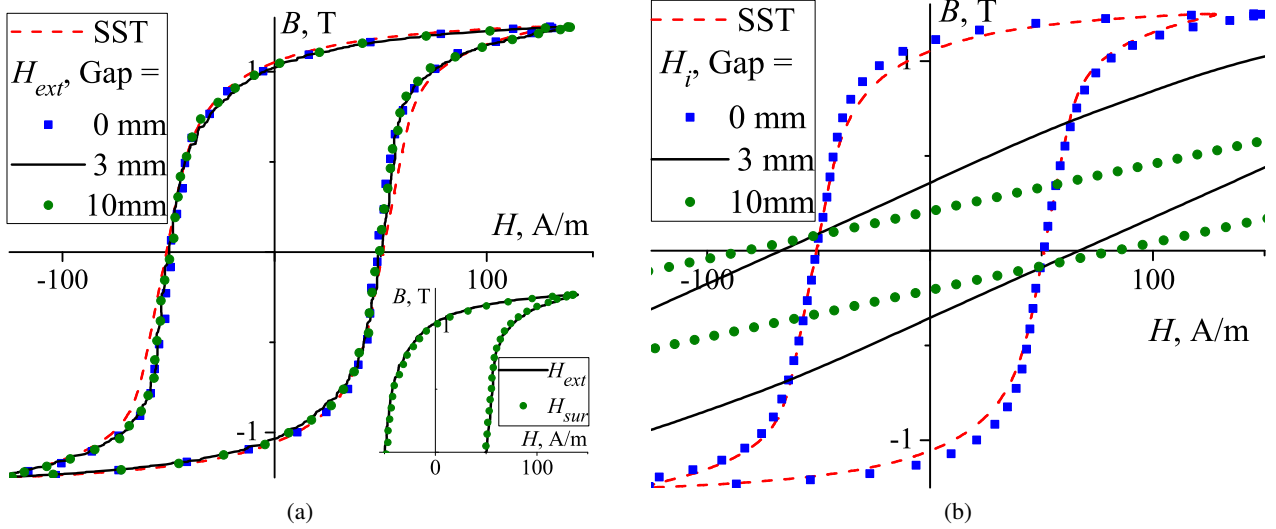 B, T
SST
H_ext, Gap =
0 mm
3 mm
10mm
1
H, A/m
-100
100
-1
B, T
1
H_ext
H_sur
H, A/m
0
100
(a)
B, T
SST
H_i, Gap =
0 mm
3 mm
10mm
1
-100
100
H, A/m
-1
(b)